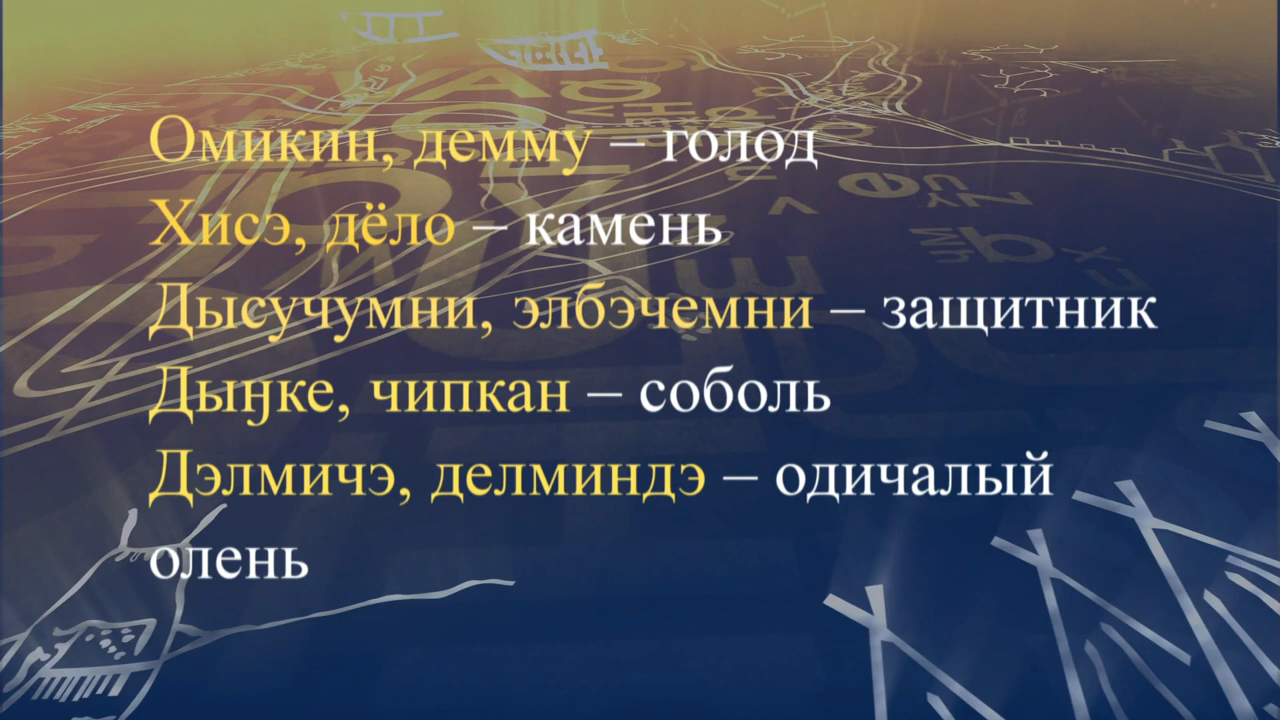 Омикин, демму – голод
Хисэ, дёло – камень
Дысучумни, элбэчемни – защитник
Дыӈке, чипкан – соболь
Дэлмичэ, делминдэ – одичалый
олень